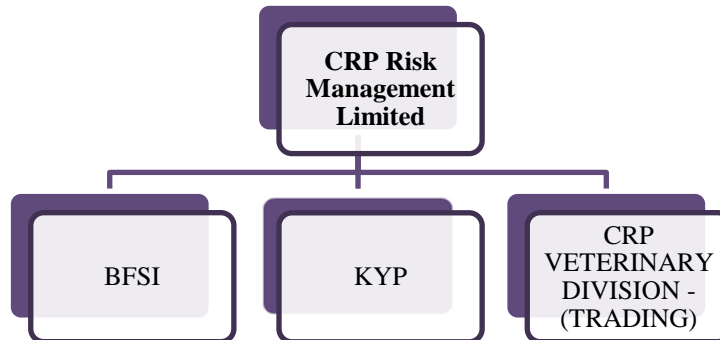 CRP Risk
Management
Limited
BFSI
KYP
CRP
VETERINARY
DIVISION -
(TRADING)